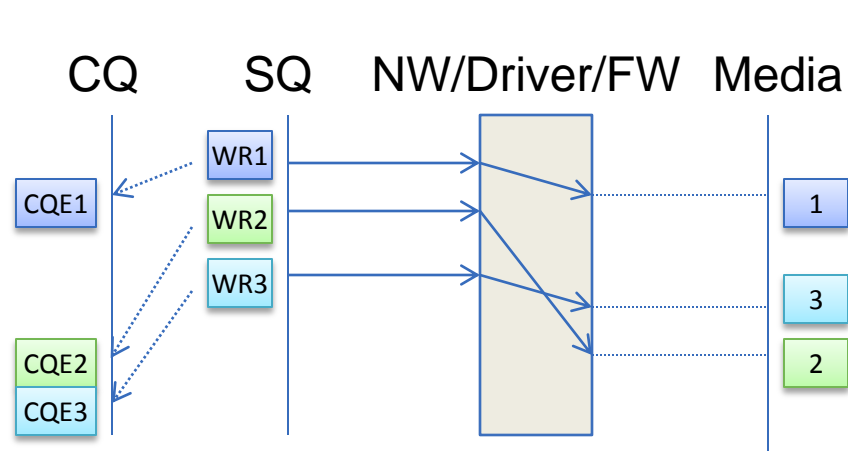 CQ SQ NW/Driver/FW Media
WR1
CQE1 1
WR2
WR3
3
CQE2 2
CQE3